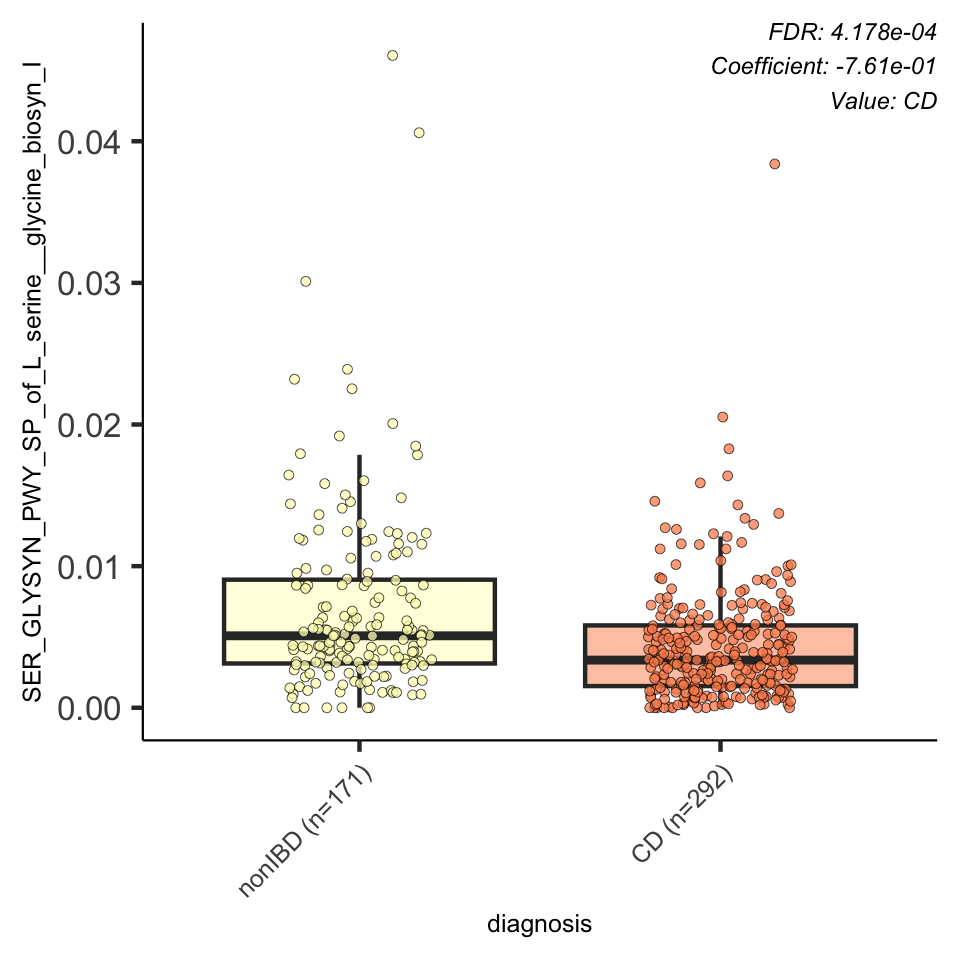 FDR: 4.178e-04
Coefficient: -7.61e-01
Value: CD
SER_GLYSYN_PWY_SP_of_L_serine__glycine_biosyn_I
0.04
0.03
0.02
0.01
0.00
nonIBD (n=171)
CD (n=292)
diagnosis